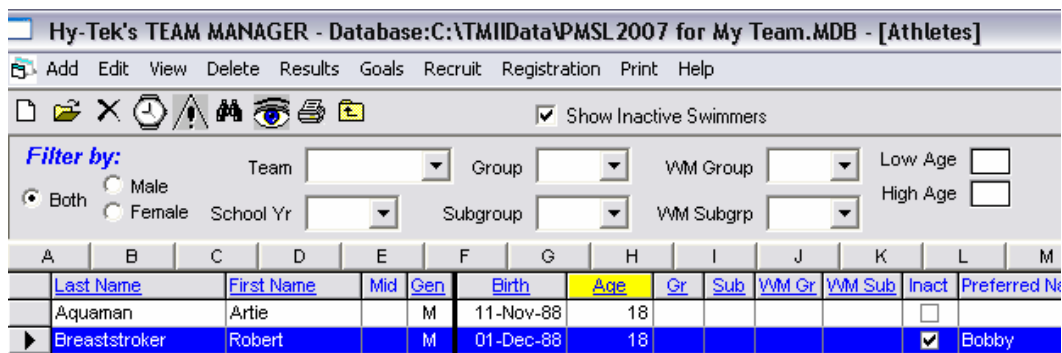 Hy-Tek's TEAM MANAGER - Database:C:\TMIIData\PMSL2007 for My Team.MDB - [Athletes]
Add Edit View Delete Results Goals Recruit Registration Print Help
Show Inactive Swimmers
Filter by: Team Group WM Group Low Age
Both Male Female School Yr Subgroup WM Subgrp High Age
A B C D E F G H I J K L M
Last Name First Name Mid Gen Birth Age Gr Sub WM Gr WM Sub Inact Preferred Na
Aquaman Artie M 11-Nov-88 18
Breaststroker Robert M 01-Dec-88 18 Bobby